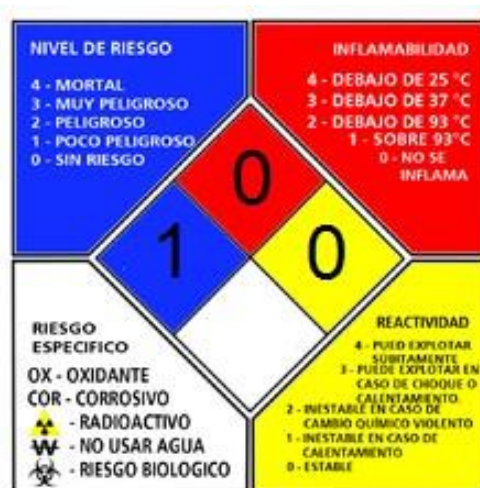 NIVEL DE RIESGO
4 - MORTAL
3 - MUY PELIGROSO
2 - PELIGROSO
1 - POCO PELIGROSO
0 - SIN RIESGO
INFLAMABILIDAD
4 - DEBAJO DE 25 °C
3 - DEBAJO DE 37 °C
2 - DEBAJO DE 93 °C
1 - SOBRE 93°C
0 - NO SE
INFLAMA
0
1
0
RIESGO
ESPECIFICO
OX - OXIDANTE
COR - CORROSIVO
- RADIOACTIVO
W - NO USAR AGUA
- RIESGO BIOLOGICO
REACTIVIDAD
4 - PUED EXPLOTAR
SÚBITAMENTE
3 - PUEDE EXPLOTAR EN
CASO DE CHOQUE O
CALENTAMIENTO.
2 - INESTABLE EN CASO DE
CAMBIO QUÍMICO VIOLENTO
1 - INESTABLE EN CASO DE
CALENTAMIENTO
0 - ESTABLE